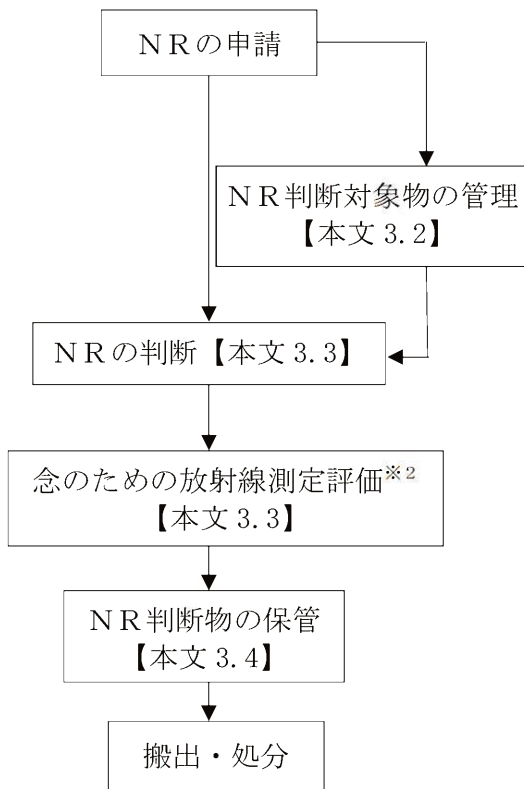 ＮＲの申請
ＮＲ判断対象物の管理
【本文 3.2】
ＮＲの判断【本文 3.3】
念のための放射線測定評価※2
【本文 3.3】
ＮＲ判断物の保管
【本文 3.4】
搬出・処分